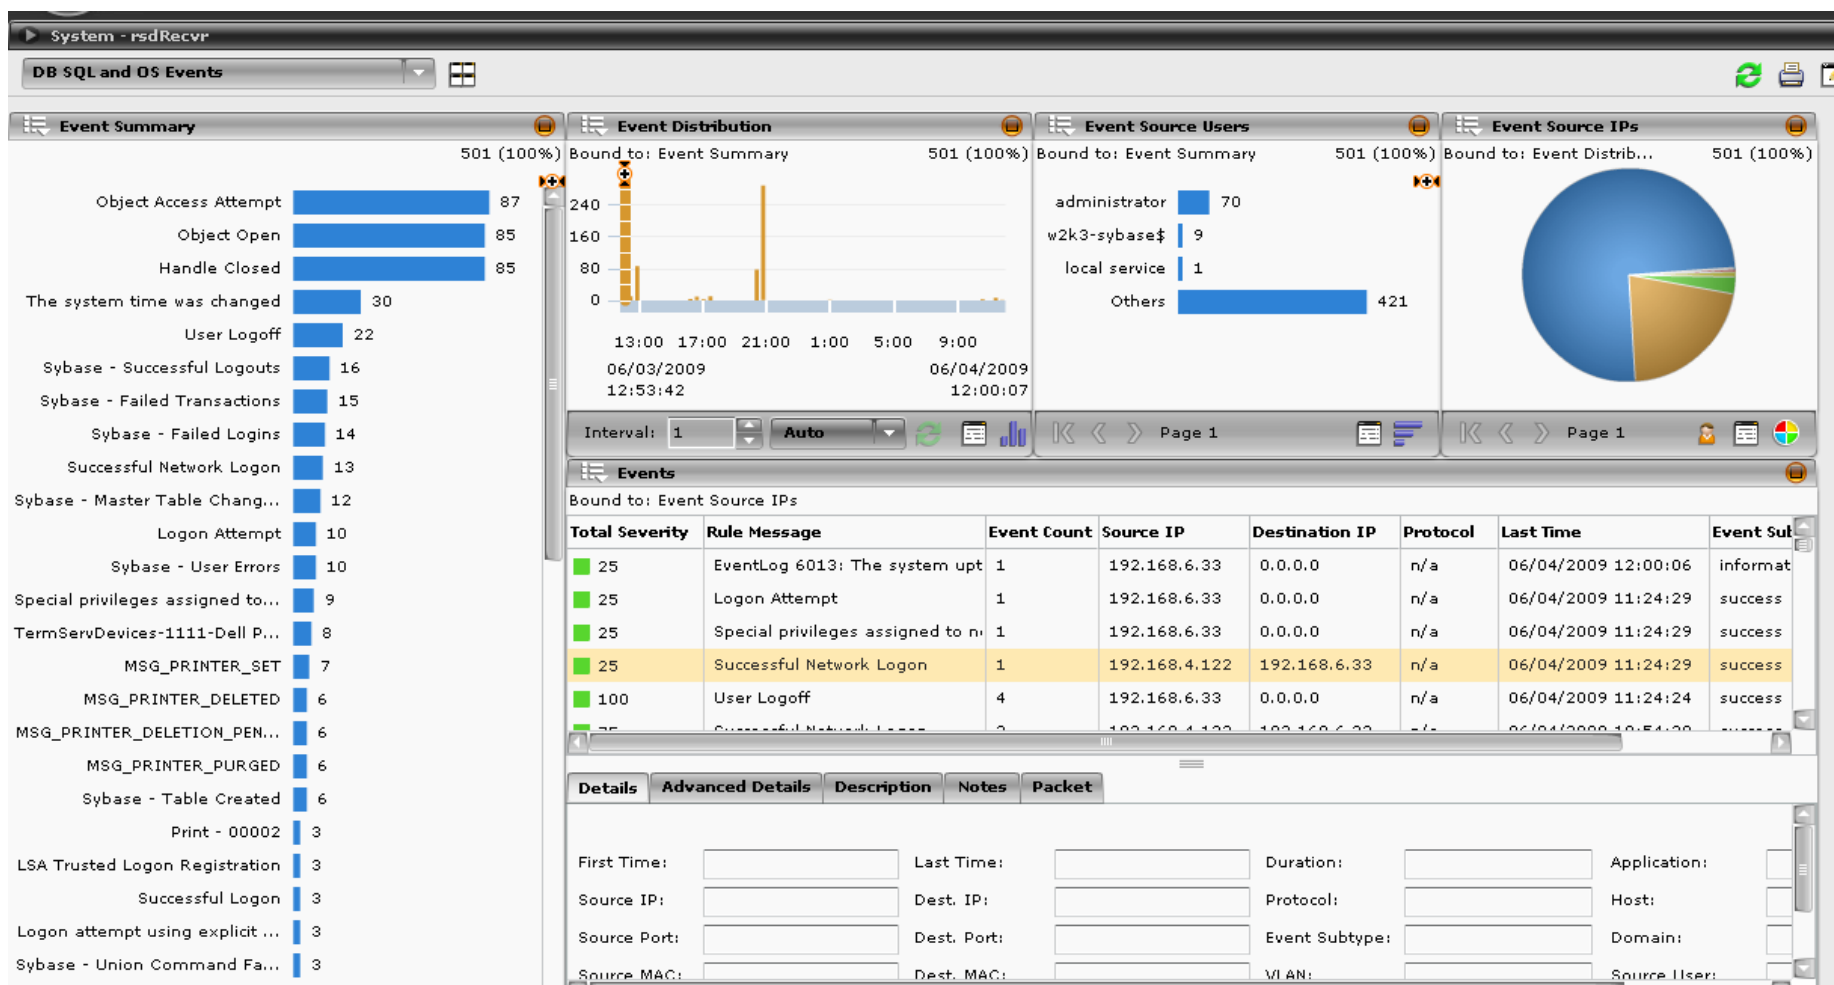 System - rsdRecvr
DB SQL and OS Events
Event Summary
501 (100%)
Object Access Attempt 87
Object Open 85
Handle Closed 85
The system time was changed 30
User Logoff 22
Sybase - Successful Logouts 16
Sybase - Failed Transactions 15
Sybase - Failed Logins 14
Successful Network Logon 13
Sybase - Master Table Chang... 12
Logon Attempt 10
Sybase - User Errors 10
Special privileges assigned to... 9
TermServDevices-1111-Dell P... 8
MSG_PRINTER_SET 7
MSG_PRINTER_DELETED 6
MSG_PRINTER_DELETION_PEN... 6
MSG_PRINTER_PURGED 6
Sybase - Table Created 6
Print - 00002 3
LSA Trusted Logon Registration 3
Successful Logon 3
Logon attempt using explicit ... 3
Sybase - Union Command Fa... 3
Event Distribution
Bound to: Event Summary 501 (100%)
240
160
80
0
13:00 17:00 21:00 1:00 5:00 9:00
06/03/2009 06/04/2009
12:53:42 12:00:07
Interval: 1 Auto
Event Source Users
Bound to: Event Summary 501 (100%)
administrator 70
w2k3-sybase$ 9
local service 1
Others 421
Page 1
Event Source IPs
Bound to: Event Distrib... 501 (100%)
Page 1
Events
Bound to: Event Source IPs
Total Severity Rule Message Event Count Source IP Destination IP Protocol Last Time Event Sub
25 EventLog 6013: The system upt 1 192.168.6.33 0.0.0.0 n/a 06/04/2009 12:00:06 informat
25 Logon Attempt 1 192.168.6.33 0.0.0.0 n/a 06/04/2009 11:24:29 success
25 Special privileges assigned to n 1 192.168.6.33 0.0.0.0 n/a 06/04/2009 11:24:29 success
25 Successful Network Logon 1 192.168.4.122 192.168.6.33 n/a 06/04/2009 11:24:29 success
100 User Logoff 4 192.168.6.33 0.0.0.0 n/a 06/04/2009 11:24:24 success
Details Advanced Details Description Notes Packet
First Time: Last Time: Duration: Application:
Source IP: Dest. IP: Protocol: Host:
Source Port: Dest. Port: Event Subtype: Domain:
Source MAC: Dest. MAC: VLAN: Source User: